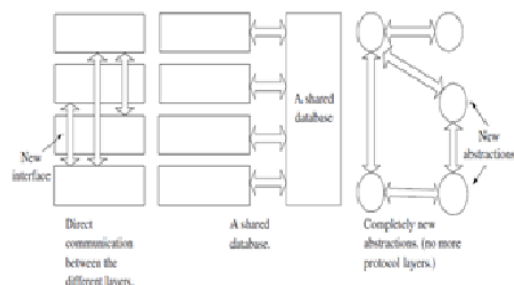 A shared
database
New
interface
New
abstractions
Direct
communication
between the
different layers.
A shared
database.
Completely new
abstractions. (no more
protocol layers.)